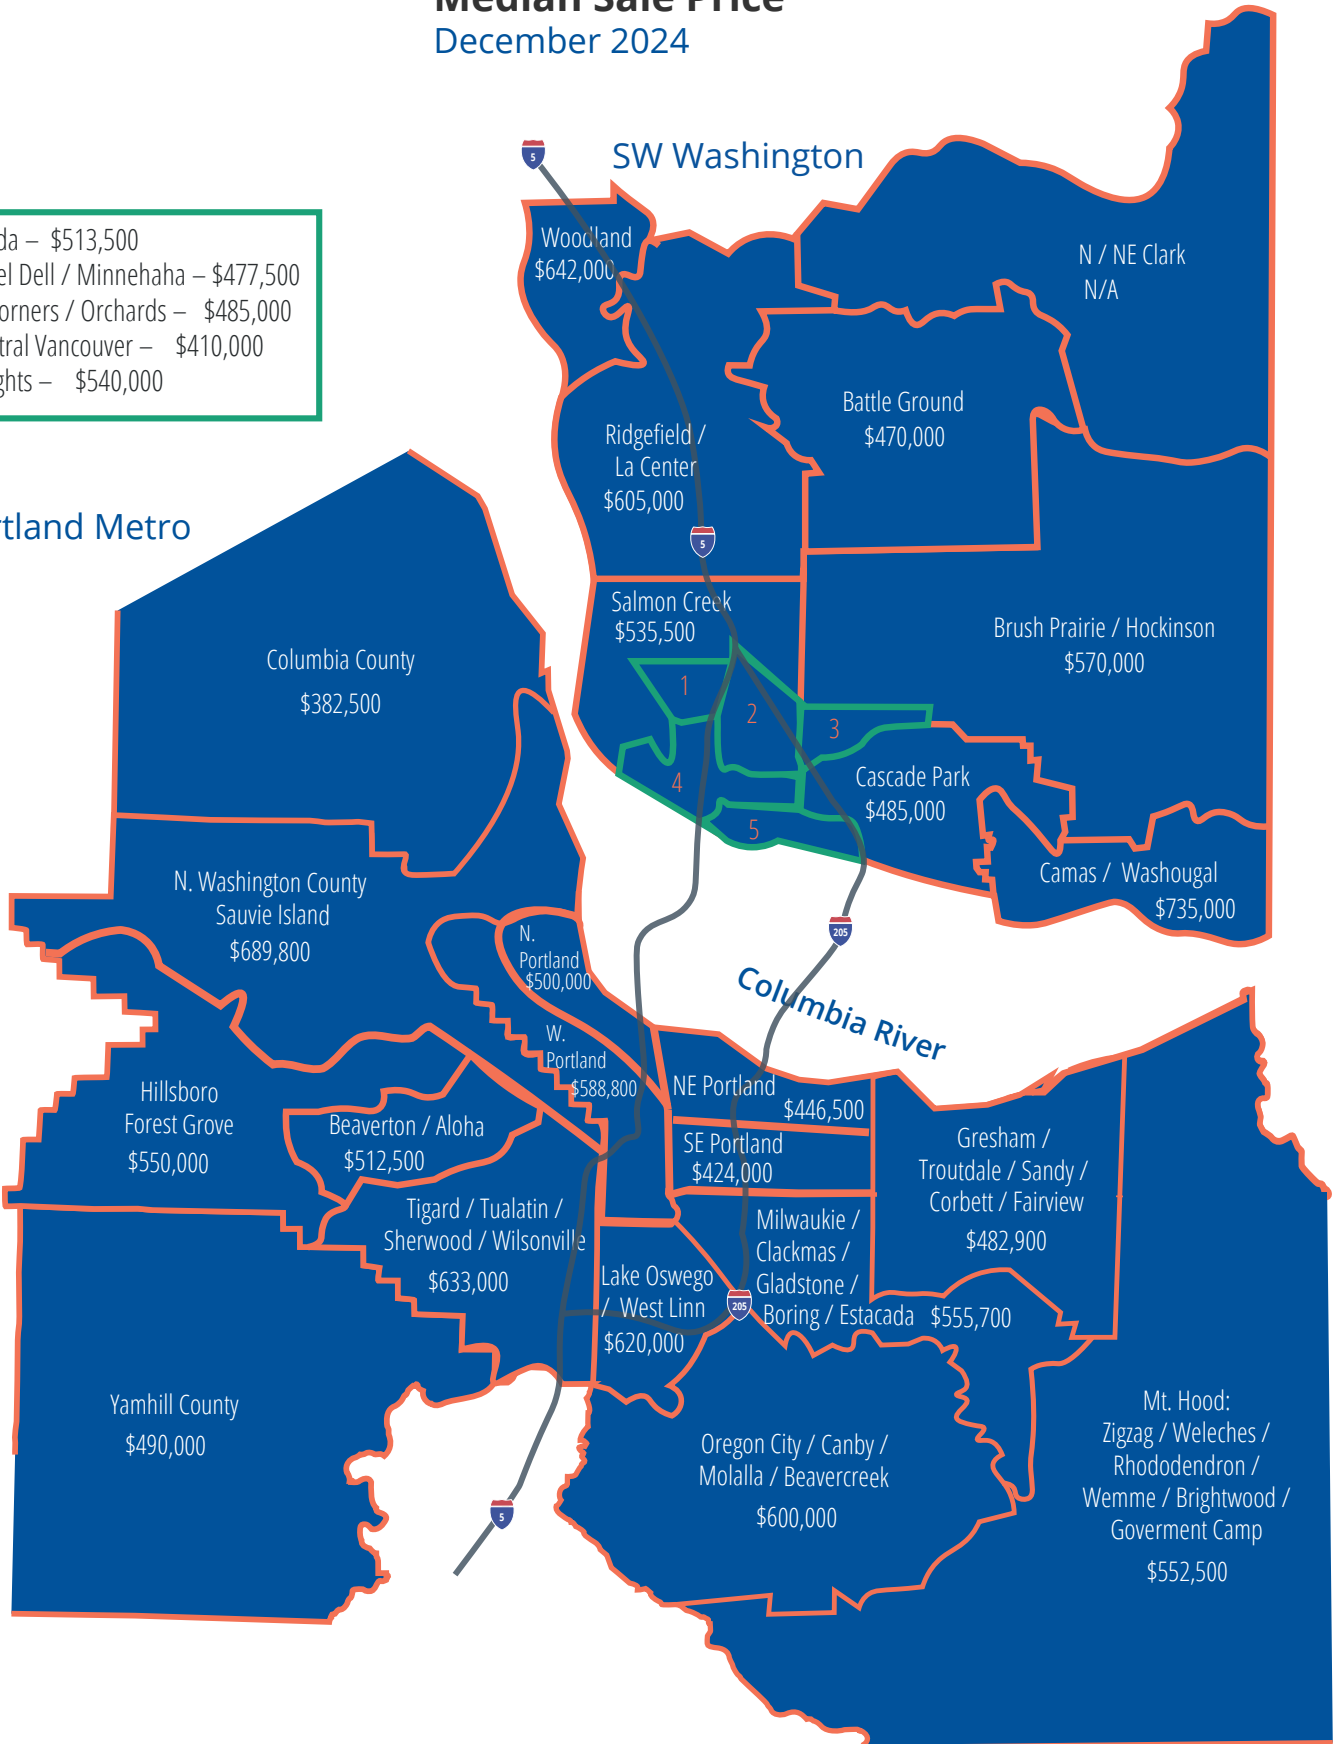 Median Sale Price
December 2024
SW Washington
da – $513,500
el Dell / Minnehaha – $477,500
orners / Orchards – $485,000
tral Vancouver – $410,000
ghts – $540,000
5
Woodland
$642,000
N / NE Clark
N/A
Battle Ground
$470,000
Ridgefield /
La Center
$605,000
5
rtland Metro
Salmon Creek
$535,500
Brush Prairie / Hockinson
$570,000
Columbia County
$382,500
1
2
3
4
5
Cascade Park
$485,000
Camas / Washougal
$735,000
N. Washington County
Sauvie Island
$689,800
205
N.
Portland
$500,000
Columbia River
W.
Portland
$588,800
NE Portland
$446,500
SE Portland
$424,000
Hillsboro
Forest Grove
$550,000
Beaverton / Aloha
$512,500
Gresham /
Troutdale / Sandy /
Corbett / Fairview
$482,900
Tigard / Tualatin /
Sherwood / Wilsonville
$633,000
Milwaukie /
Clackmas /
Gladstone /
Boring / Estacada $555,700
Lake Oswego
/ West Linn
$620,000
205
Yamhill County
$490,000
Oregon City / Canby /
Molalla / Beavercreek
$600,000
Mt. Hood:
Zigzag / Weleches /
Rhododendron /
Wemme / Brightwood /
Goverment Camp
$552,500
5